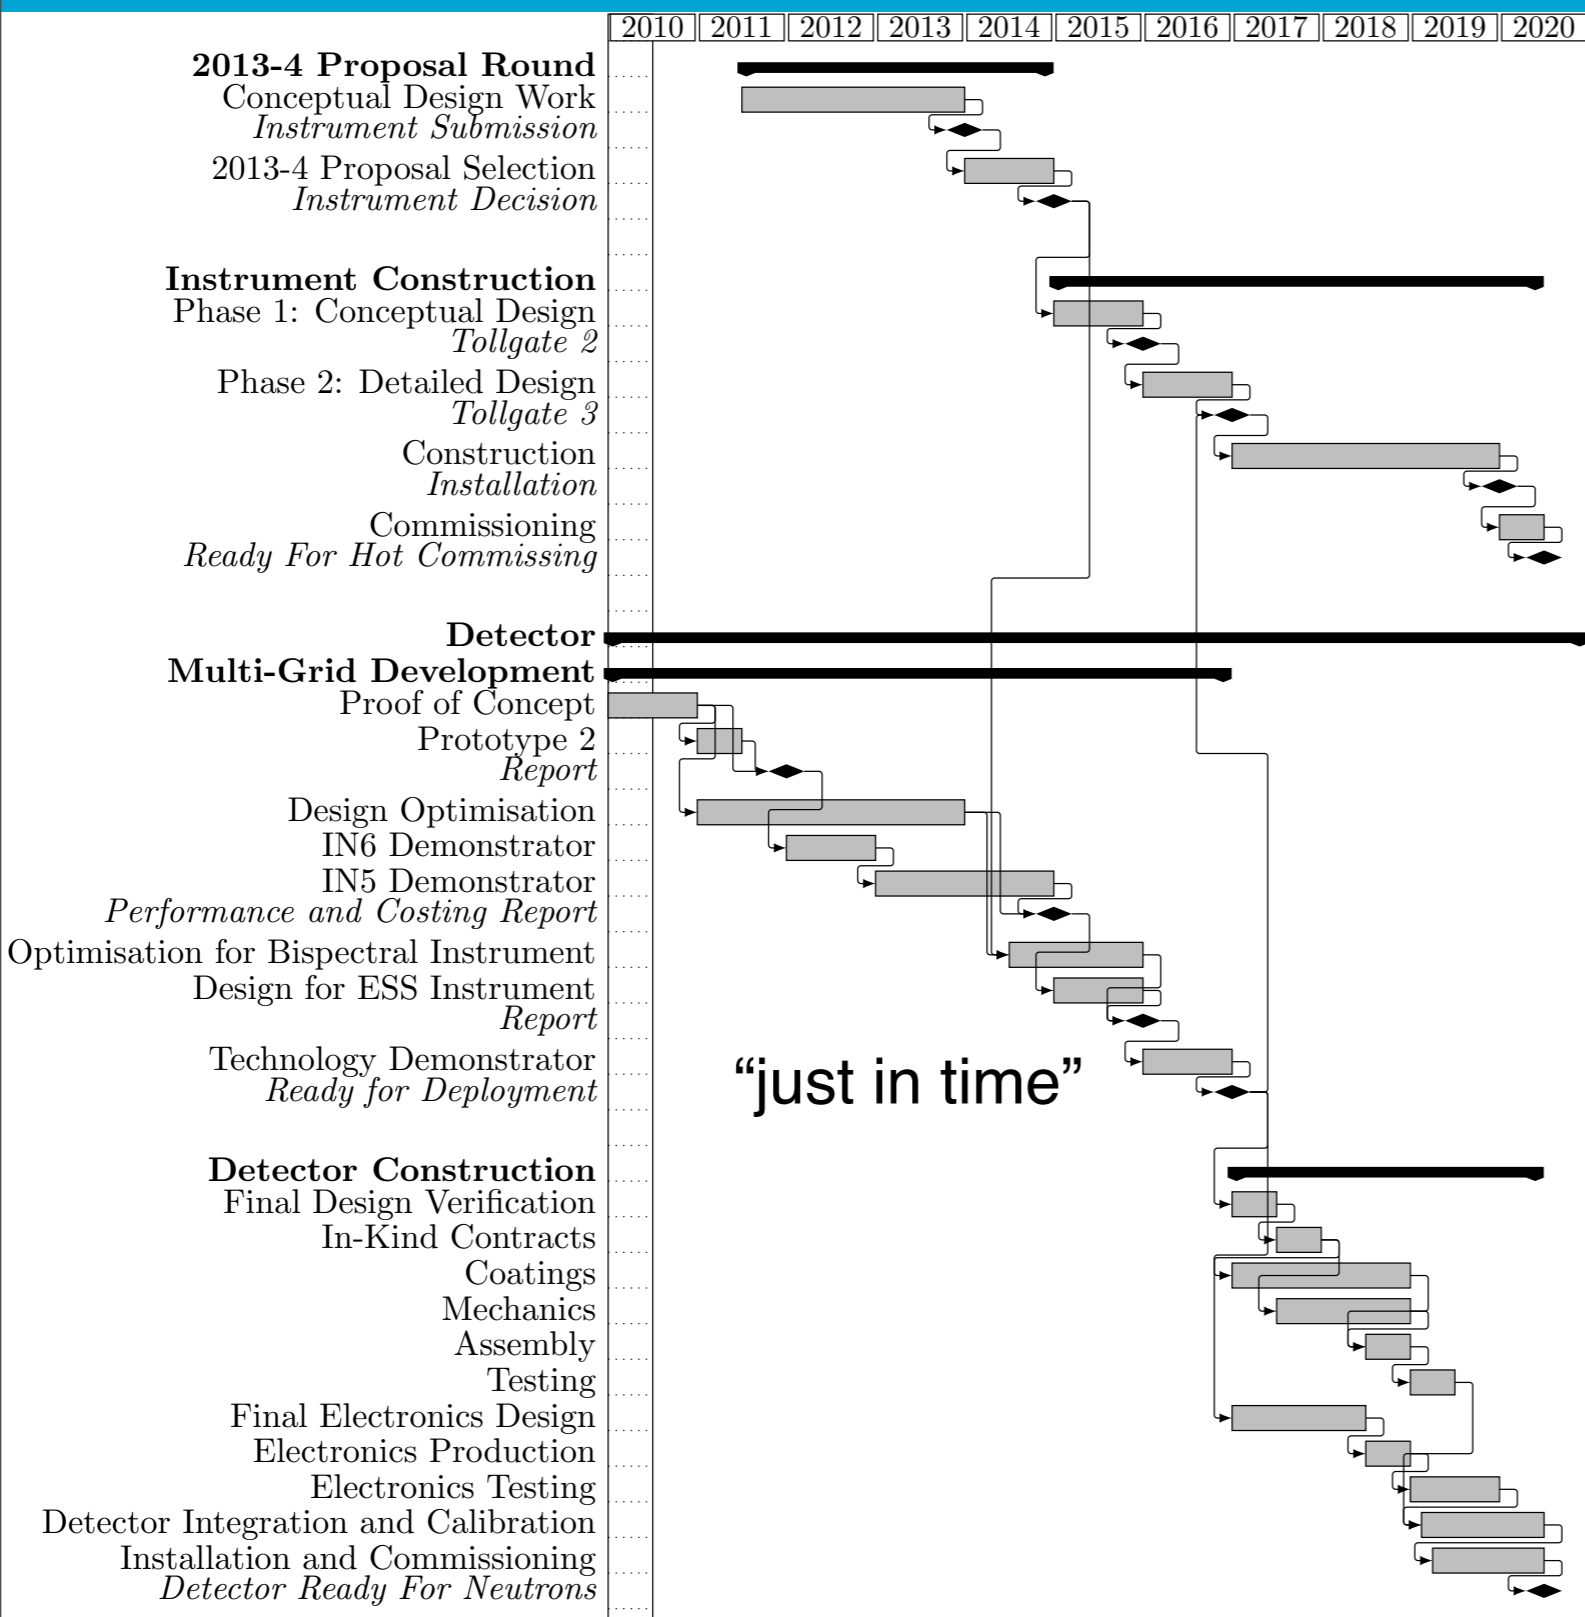 2010 2011 2012 2013 2014 2015 2016 2017 2018 2019 2020
2013-4 Proposal Round
Conceptual Design Work
Instrument Submission
2013-4 Proposal Selection
Instrument Decision
Instrument Construction
Phase 1: Conceptual Design
Tollgate 2
Phase 2: Detailed Design
Tollgate 3
Construction
Installation
Commissioning
Ready For Hot Commissing
Detector
Multi-Grid Development
Proof of Concept
Prototype 2
Report
Design Optimisation
IN6 Demonstrator
IN5 Demonstrator
Performance and Costing Report
Optimisation for Bispectral Instrument
Design for ESS Instrument
Report
Technology Demonstrator
“just in time”
Ready for Deployment
Detector Construction
Final Design Verification
In-Kind Contracts
Coatings
Mechanics
Assembly
Testing
Final Electronics Design
Electronics Production
Electronics Testing
Detector Integration and Calibration
Installation and Commissioning
Detector Ready For Neutrons